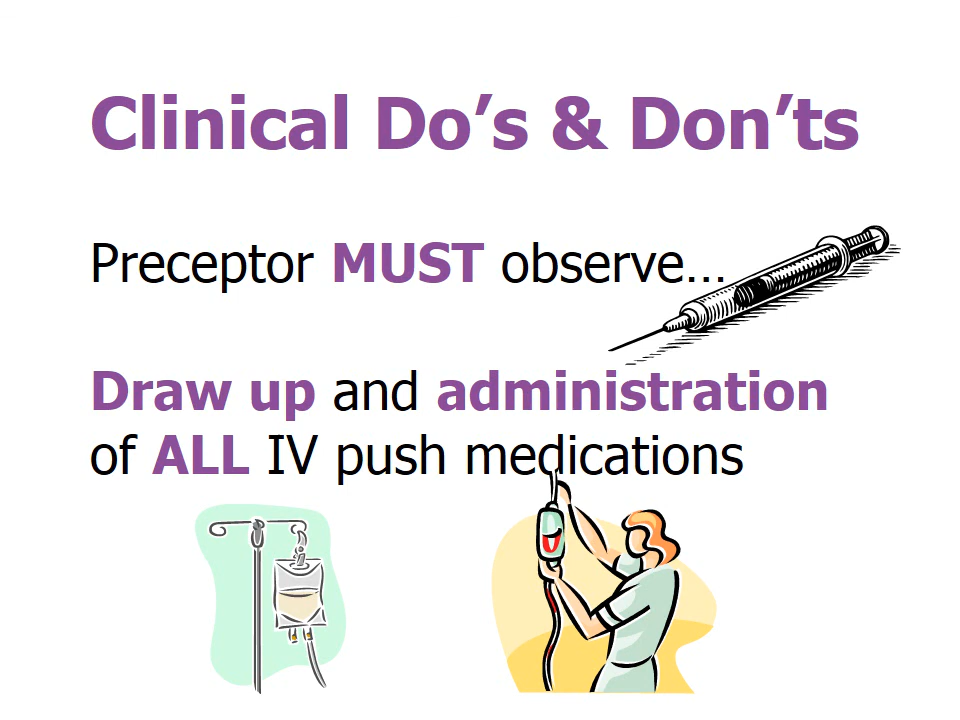 Clinical Do’s & Don’ts
Preceptor MUST observe…
Draw up and administration
of ALL IV push medications